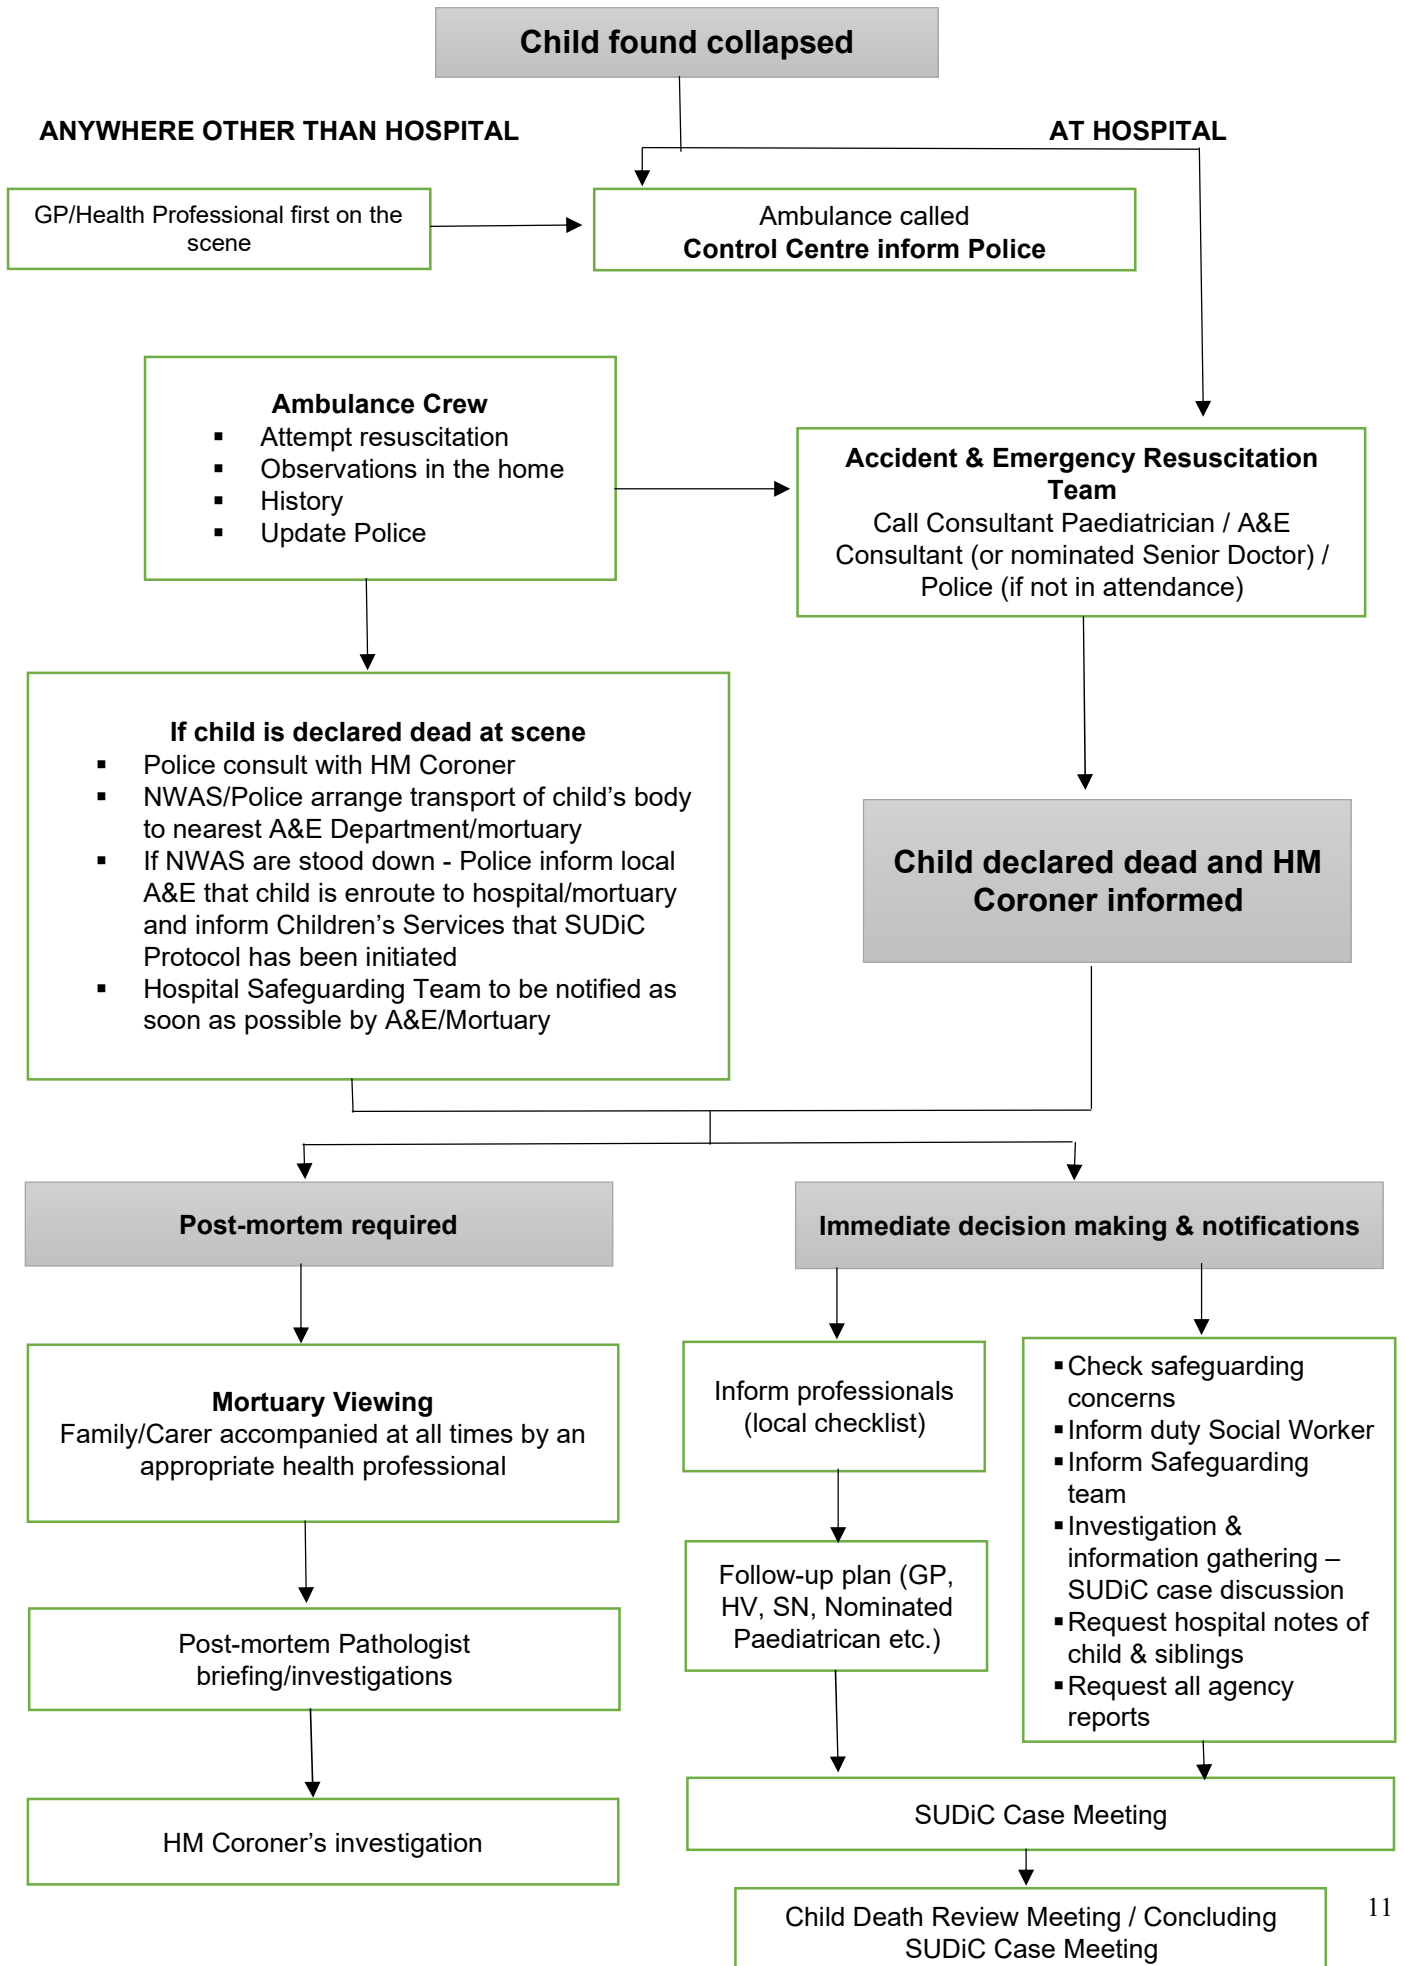 Child found collapsed
ANYWHERE OTHER THAN HOSPITAL
AT HOSPITAL
GP/Health Professional first on the
scene
Ambulance called
Control Centre inform Police
Ambulance Crew
▪ Attempt resuscitation
▪ Observations in the home
▪ History
▪ Update Police
Accident & Emergency Resuscitation
Team
Call Consultant Paediatrician / A&E
Consultant (or nominated Senior Doctor) /
Police (if not in attendance)
If child is declared dead at scene
▪ Police consult with HM Coroner
▪ NWAS/Police arrange transport of child’s body
to nearest A&E Department/mortuary
▪ If NWAS are stood down - Police inform local
A&E that child is enroute to hospital/mortuary
and inform Children’s Services that SUDiC
Protocol has been initiated
▪ Hospital Safeguarding Team to be notified as
soon as possible by A&E/Mortuary
Child declared dead and HM
Coroner informed
Post-mortem required
Immediate decision making & notifications
Mortuary Viewing
Family/Carer accompanied at all times by an
appropriate health professional
Post-mortem Pathologist
briefing/investigations
HM Coroner’s investigation
Inform professionals
(local checklist)
Follow-up plan (GP,
HV, SN, Nominated
Paediatrican etc.)
▪ Check safeguarding
concerns
▪ Inform duty Social Worker
▪ Inform Safeguarding
team
▪ Investigation &
information gathering –
SUDiC case discussion
▪ Request hospital notes of
child & siblings
▪ Request all agency
reports
SUDiC Case Meeting
Child Death Review Meeting / Concluding
SUDiC Case Meeting
11